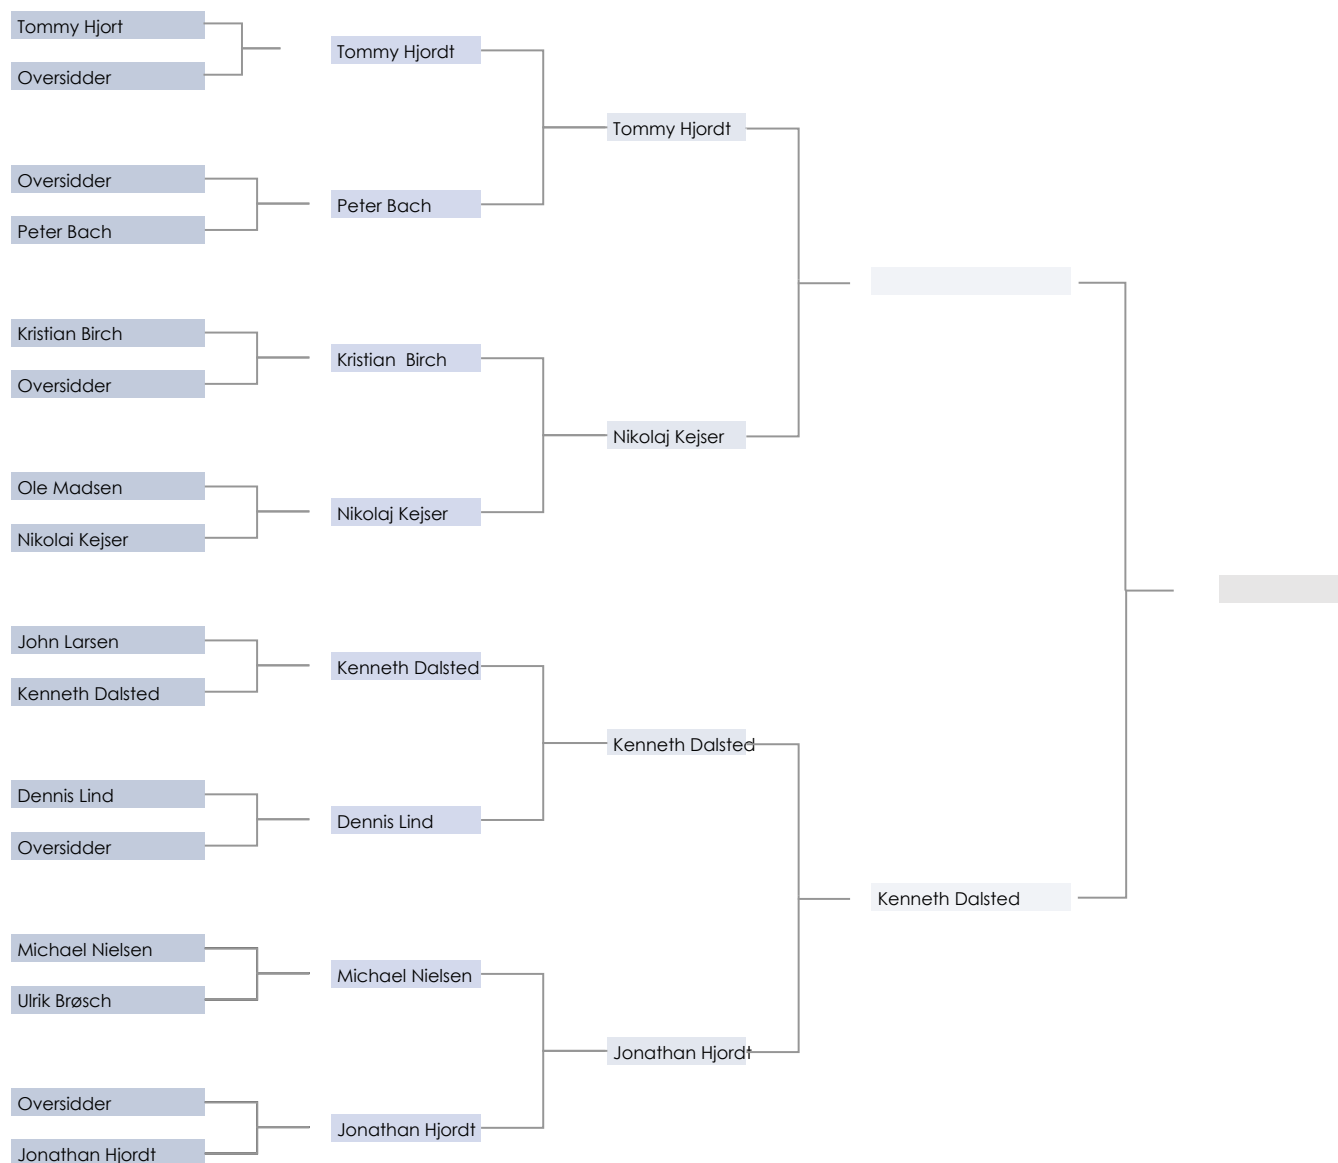 Tommy Hjort
Oversidder
Oversidder
Peter Bach
Kristian Birch
Oversidder
Ole Madsen
Nikolai Kejser
John Larsen
Kenneth Dalsted
Dennis Lind
Oversidder
Michael Nielsen
Ulrik Brøsch
Oversidder
Jonathan Hjordt
Tommy Hjordt
Peter Bach
Kristian  Birch
Nikolaj Kejser
Kenneth Dalsted
Dennis Lind
Michael Nielsen
Jonathan Hjordt
Tommy Hjordt
Nikolaj Kejser
Kenneth Dalsted
Jonathan Hjordt
Kenneth Dalsted